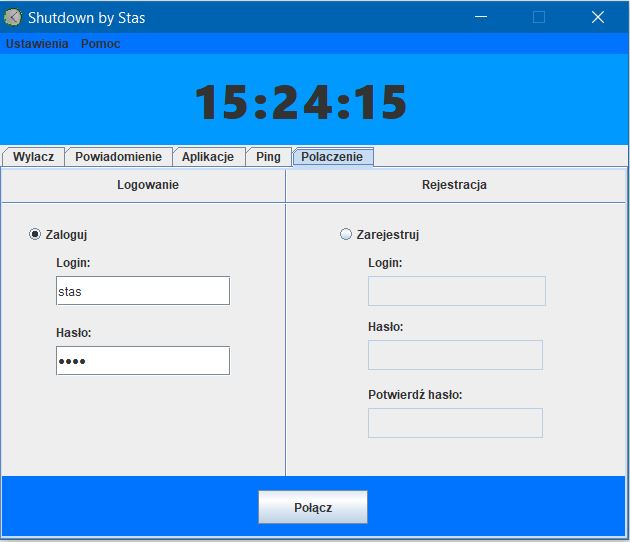 Shutdown by Stas
Ustawienia Pomoc
15:24:15
Wylacz Powiadomienie Aplikacje Ping Polaczenie
Logowanie Rejestracja
Zaloguj Zarejestruj
Login: Login:
stas
Hasło: Hasło:
••••
Potwierdź hasło:
Połącz